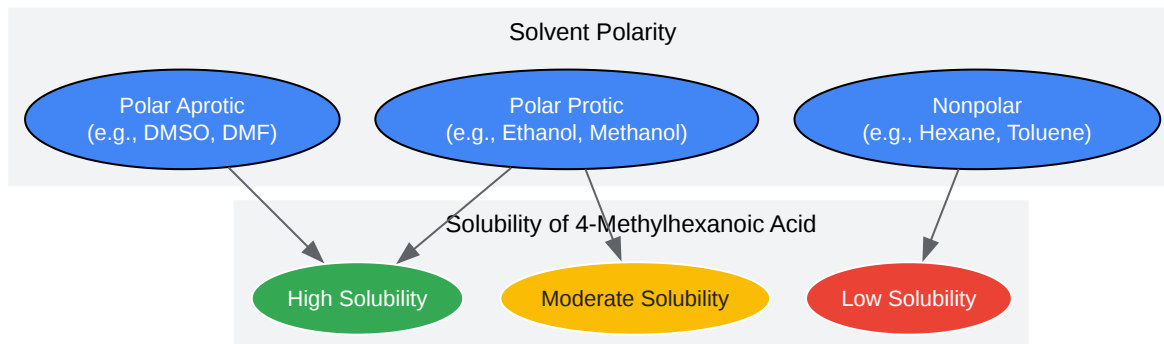 Solvent Polarity
Polar Aprotic
(e.g., DMSO, DMF)
Polar Protic
(e.g., Ethanol, Methanol)
Nonpolar
(e.g., Hexane, Toluene)
Solubility of 4-Methylhexanoic Acid
High Solubility
Moderate Solubility
Low Solubility